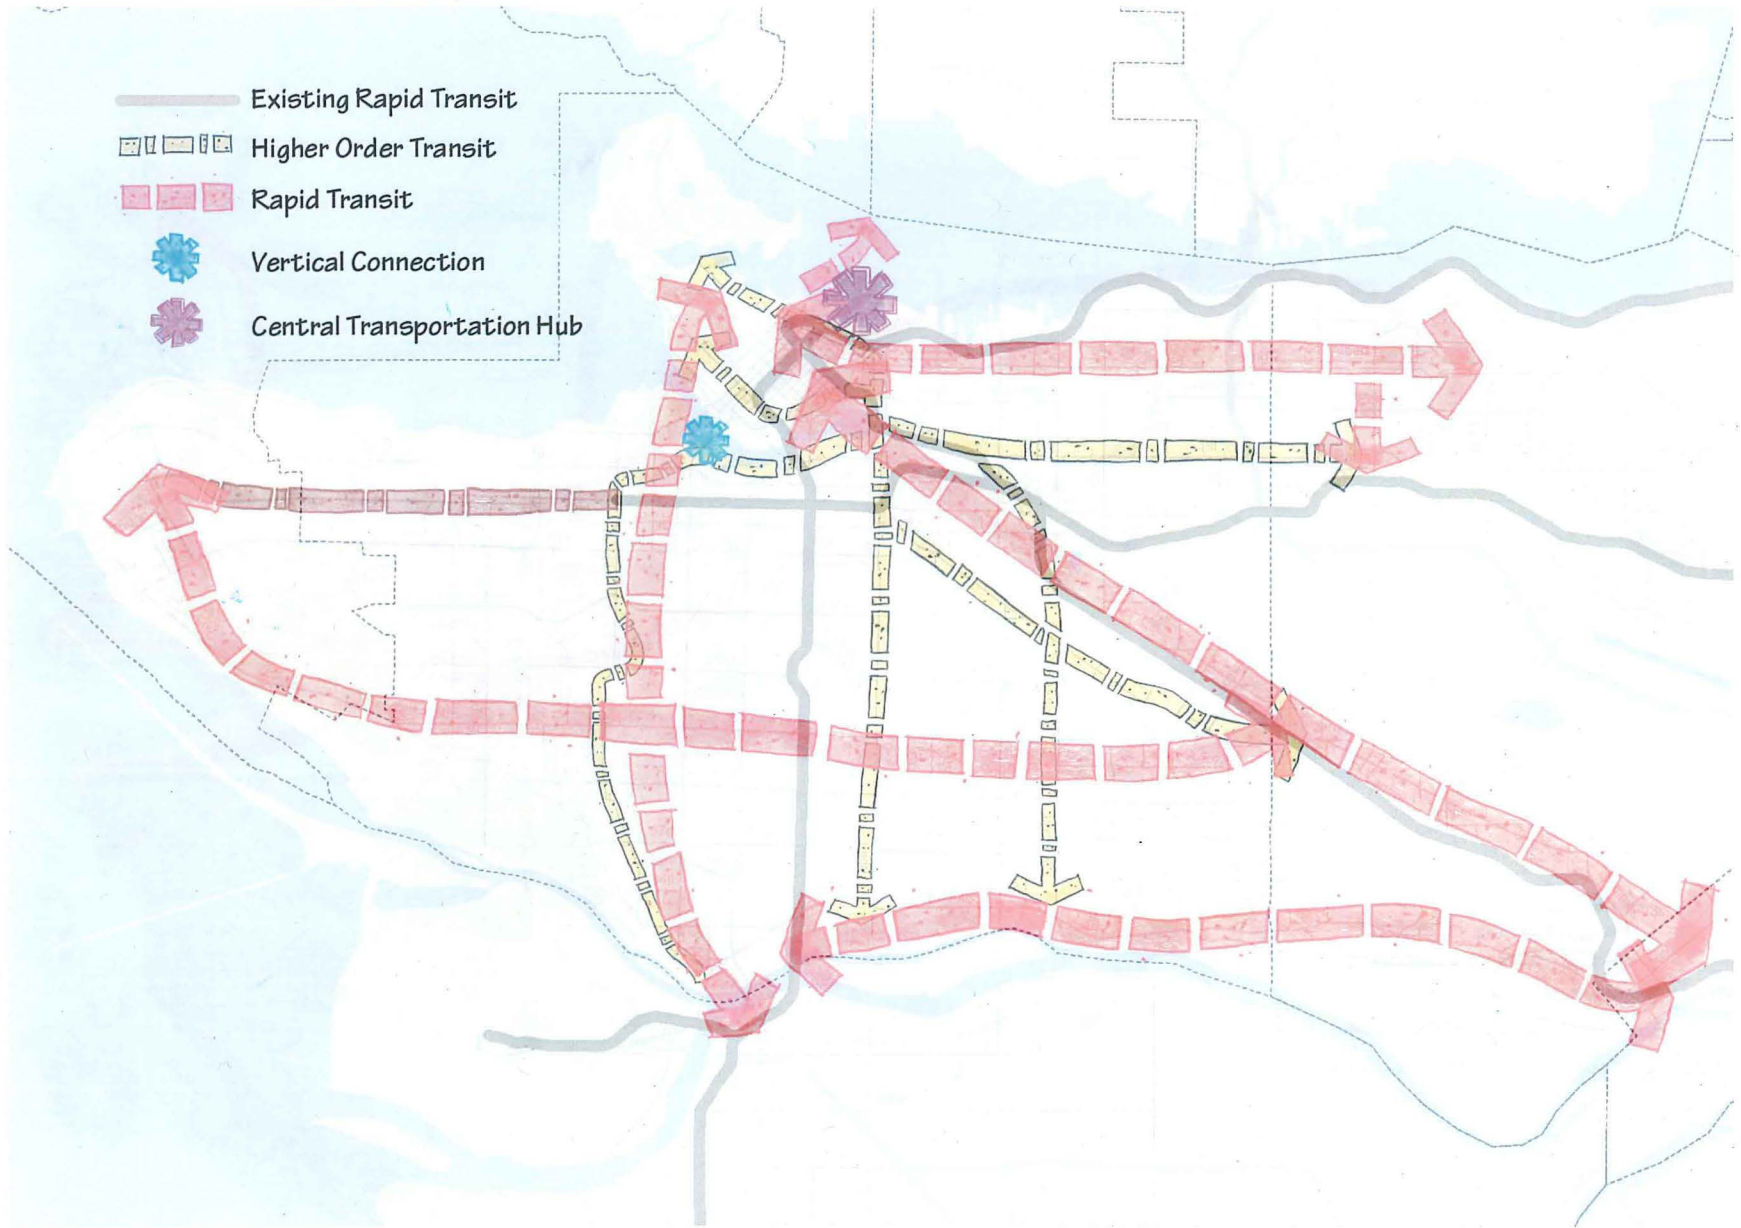 Existing Rapid Transit
Higher Order Transit
Rapid Transit
Vertical Connection
Central Transportation Hub